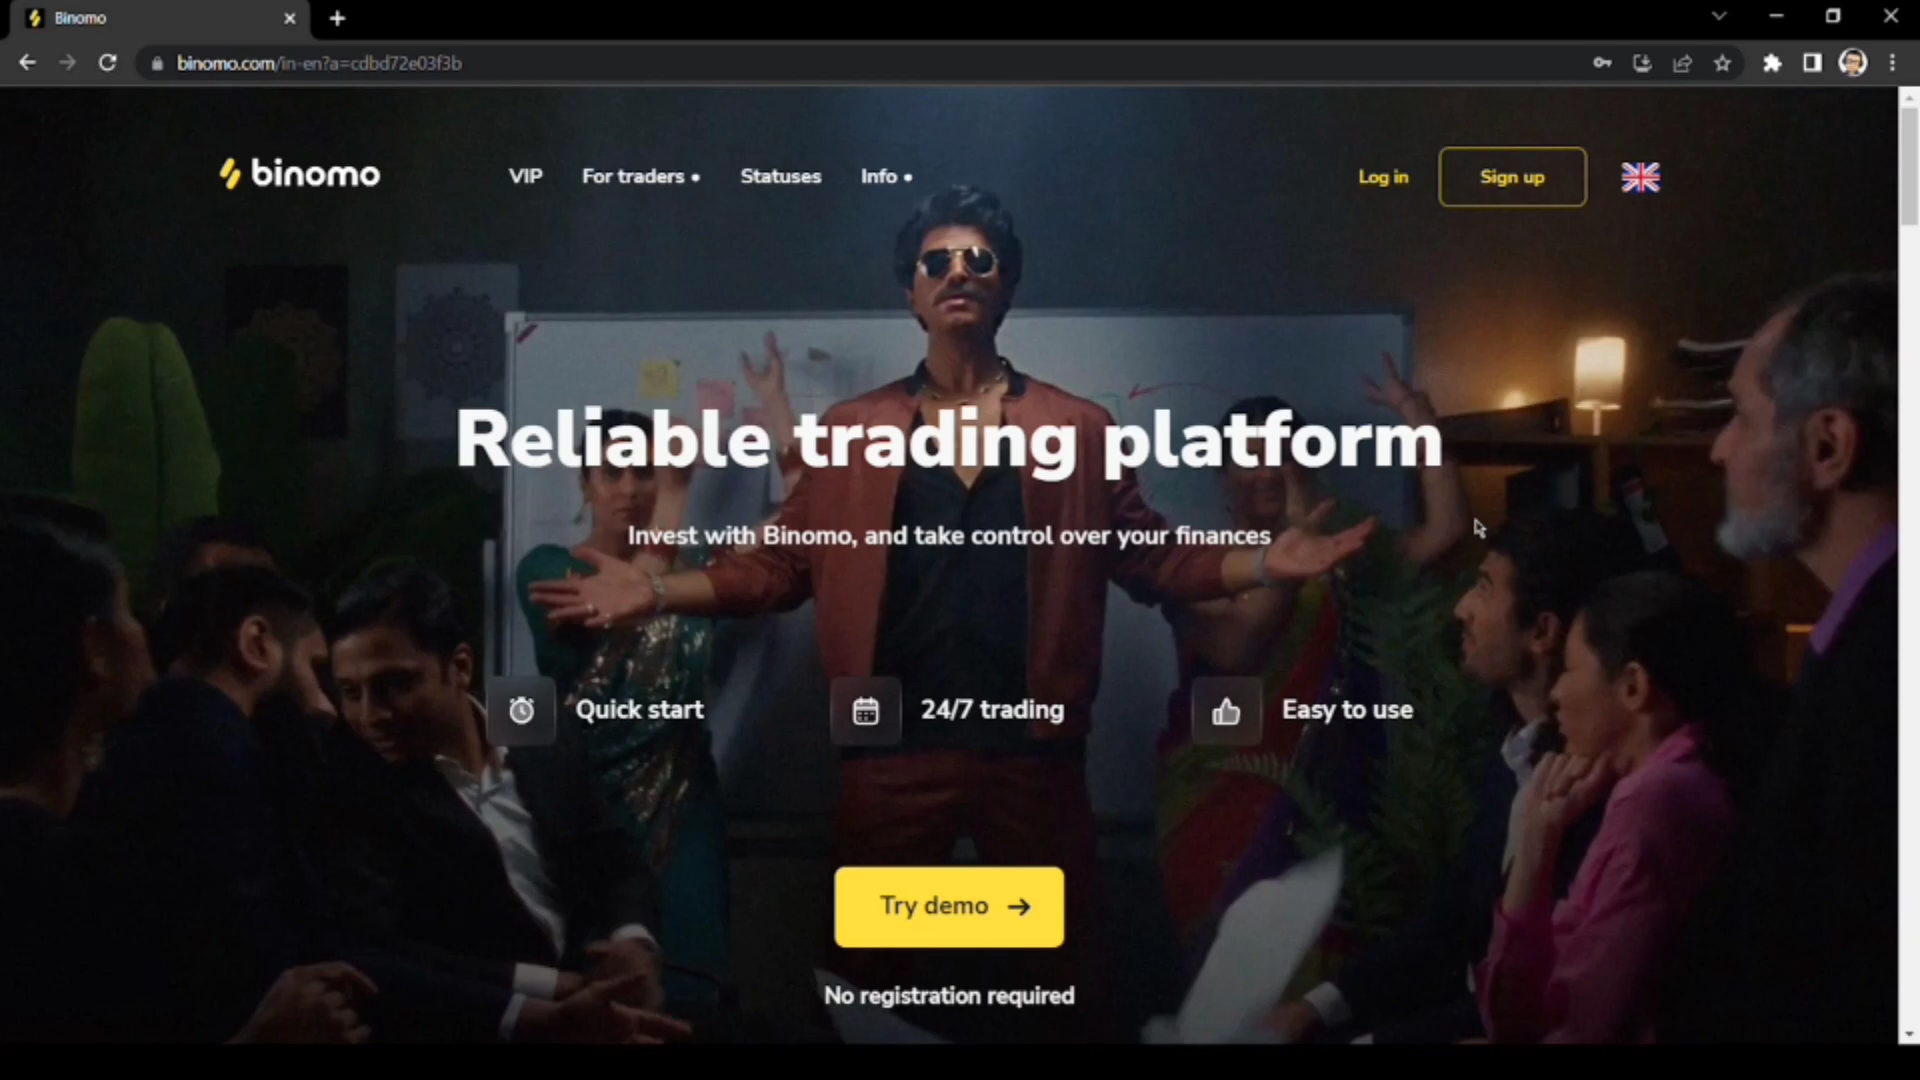 Binomo
binomo.com/in-en?a=cdbd72e03f3b
binomo
VIP
For traders
Statuses
Info
Log in
Sign up
Reliable trading platform
Invest with Binomo, and take control over your finances
Quick start
24/7 trading
Easy to use
Try demo →
No registration required